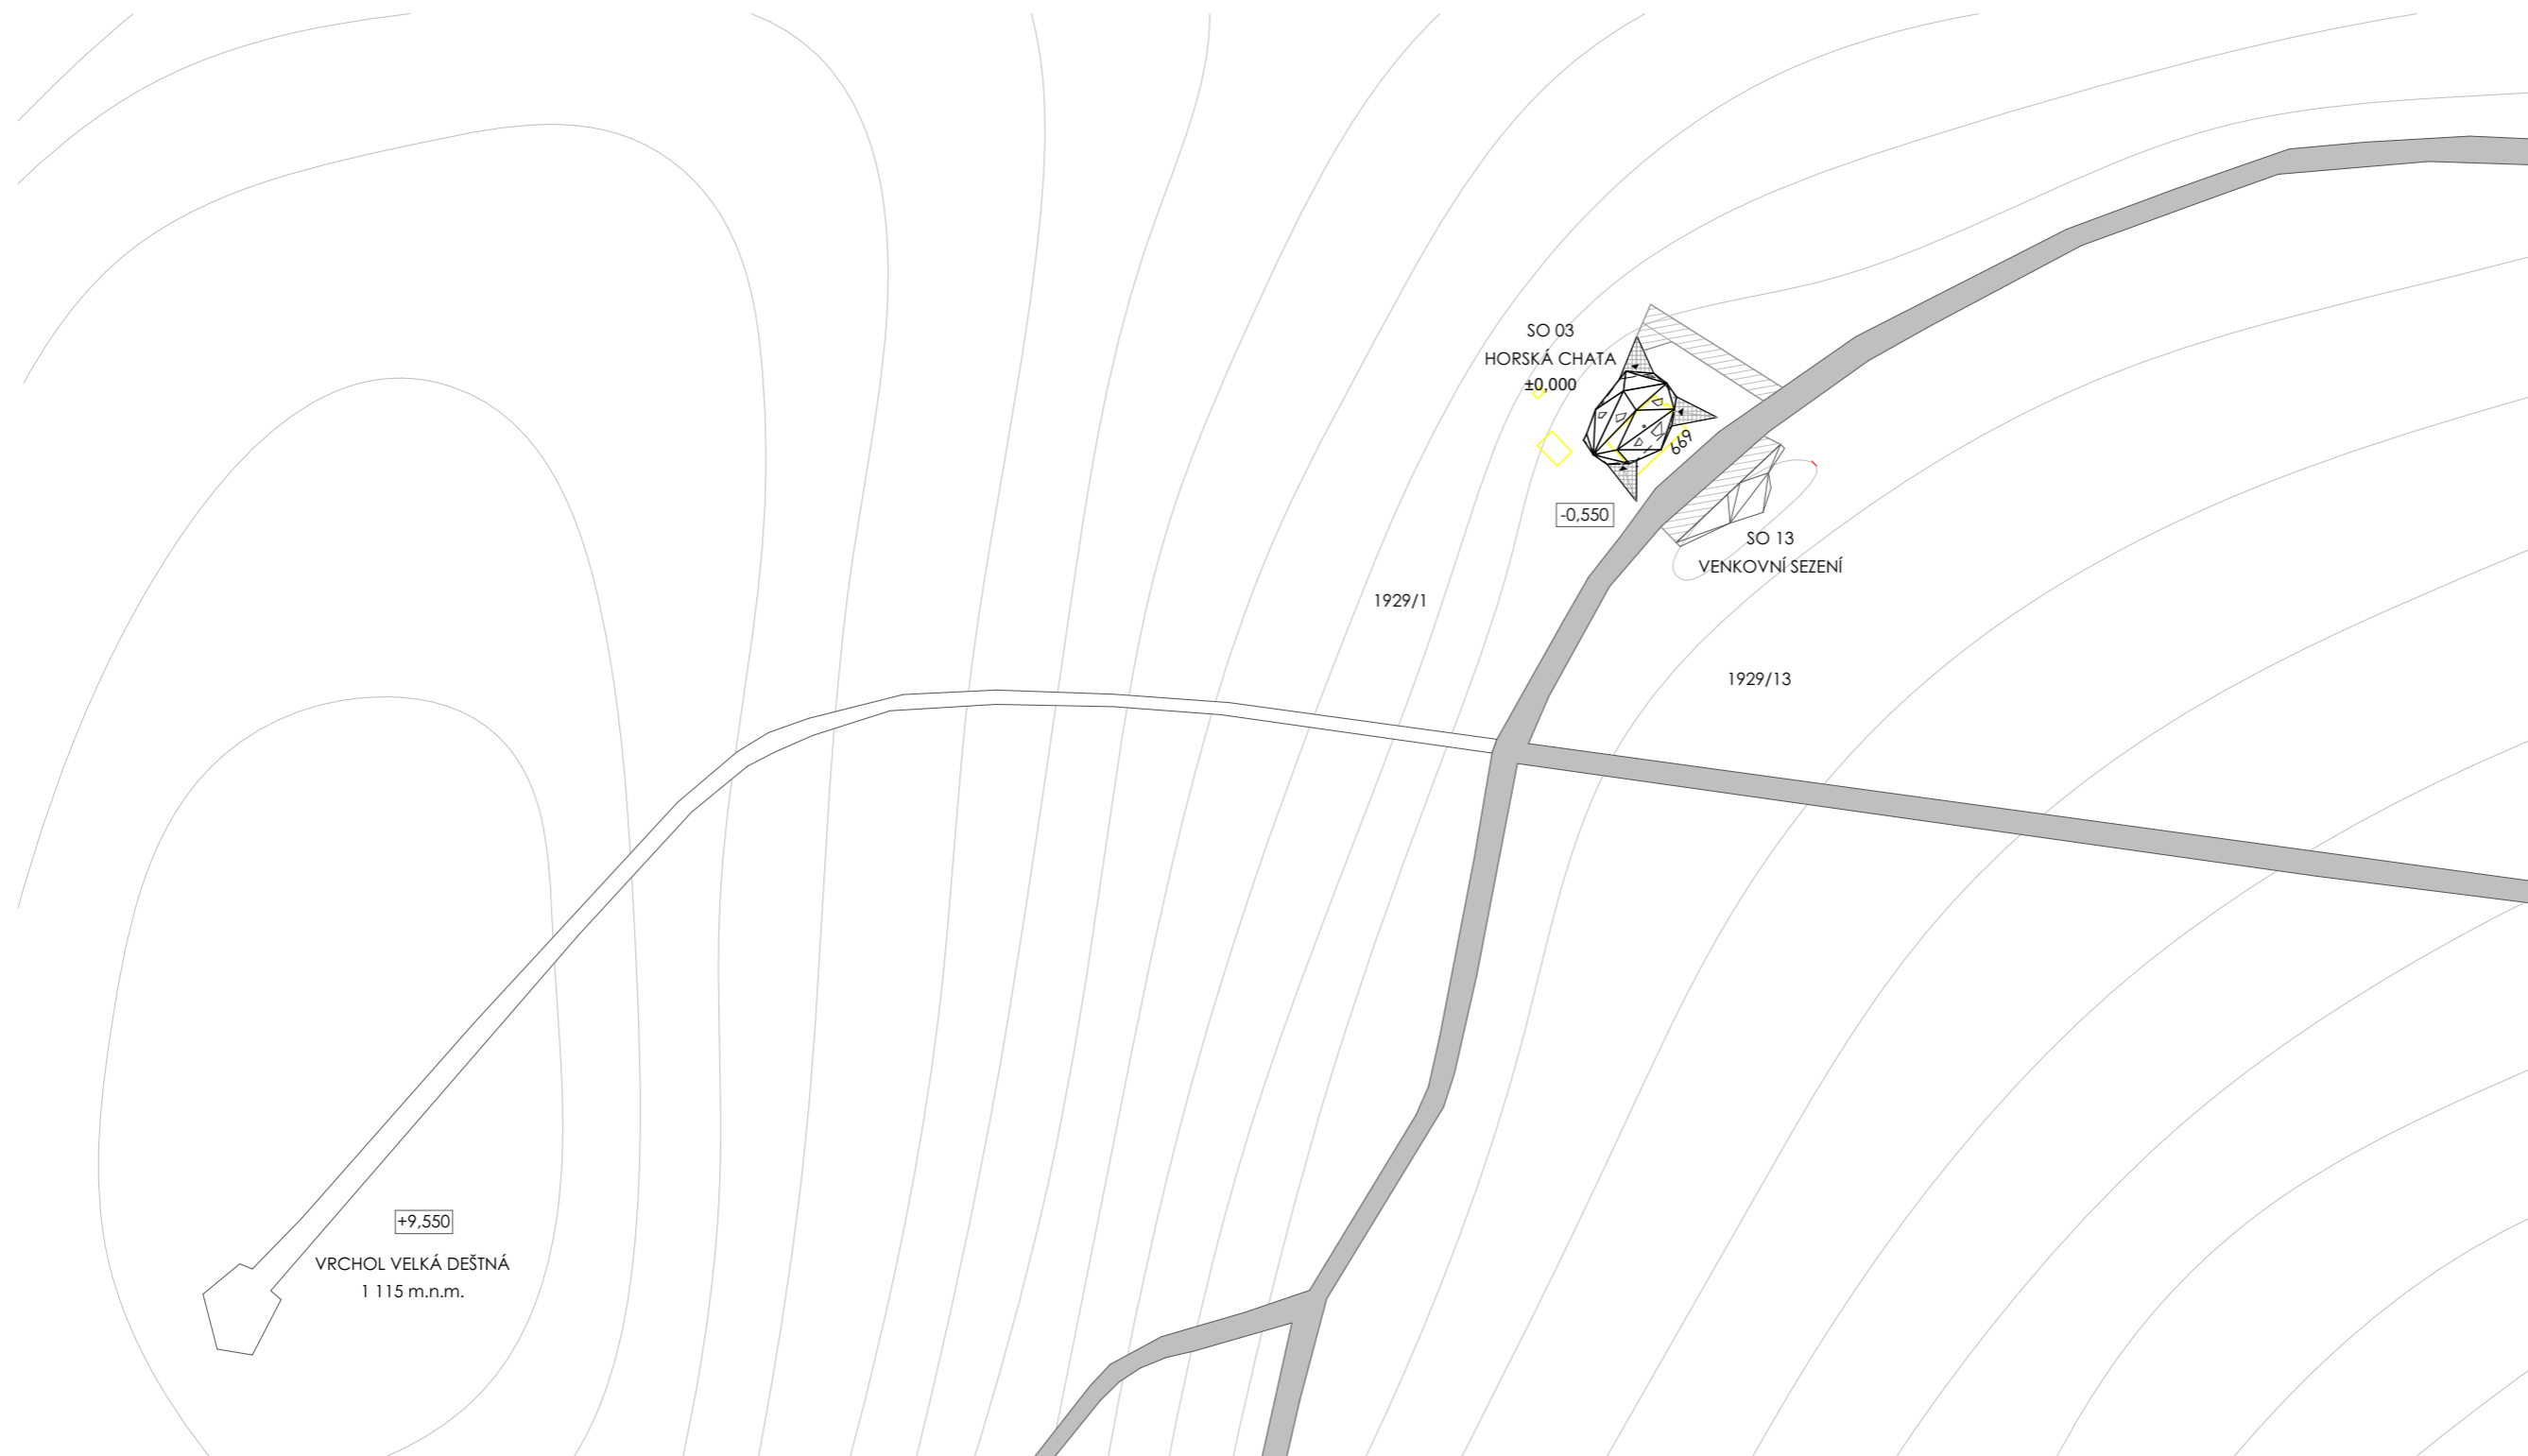 SO 03
HORSKÁ CHATA
±0,000
699
-0,550
SO 13
VENKOVNÍ SEZENÍ
1929/1
1929/13
+9,550
VRCHOL VELKÁ DEŠTNÁ
1 115 m.n.m.